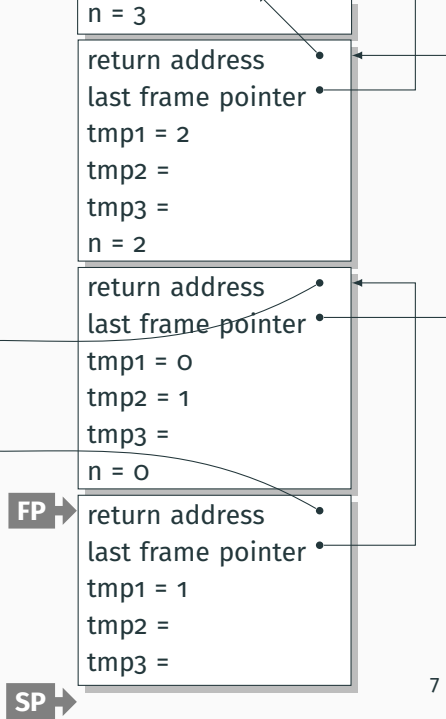 n = 3
return address
last frame pointer
tmp1 = 2
tmp2 =
tmp3 =
n = 2
return address
last frame pointer
tmp1 = 0
tmp2 = 1
tmp3 =
n = 0
FP
return address
last frame pointer
tmp1 = 1
tmp2 =
tmp3 =
SP
7